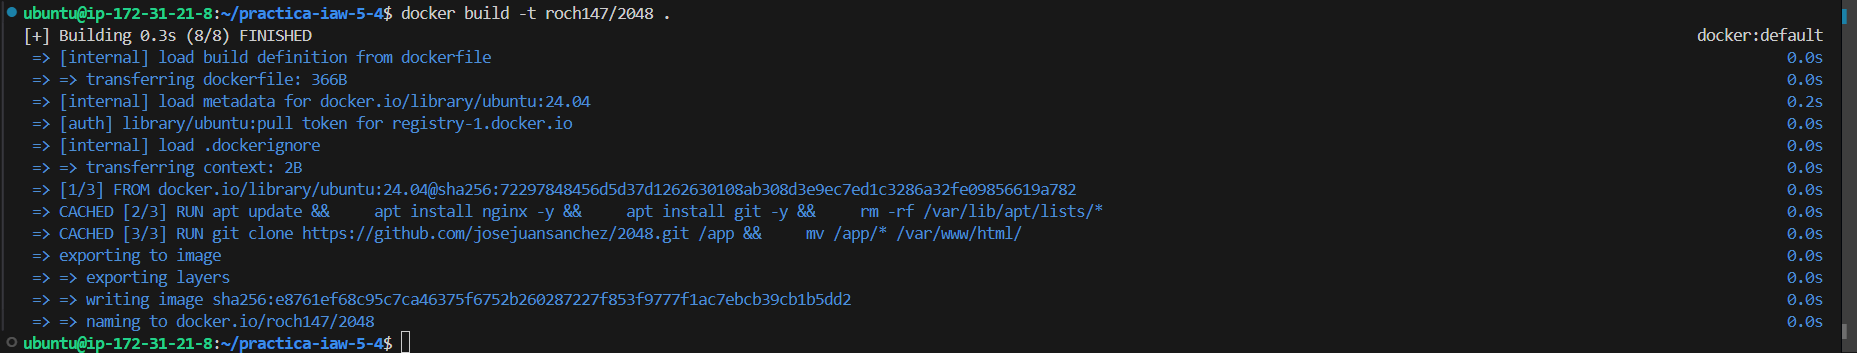 ubuntu@ip-172-31-21-8:~/practica-iaw-5-4$ docker build -t roch147/2048 .
[+] Building 0.3s (8/8) FINISHED docker:default
=> [internal] load build definition from dockerfile 0.0s
=> => transferring dockerfile: 366B 0.0s
=> [internal] load metadata for docker.io/library/ubuntu:24.04 0.2s
=> [auth] library/ubuntu:pull token for registry-1.docker.io 0.0s
=> [internal] load .dockerignore 0.0s
=> => transferring context: 2B 0.0s
=> [1/3] FROM docker.io/library/ubuntu:24.04@sha256:72297848456d5d37d1262630108ab308d3e9ec7ed1c3286a32fe09856619a782 0.0s
=> CACHED [2/3] RUN apt update &&     apt install nginx -y &&     apt install git -y &&     rm -rf /var/lib/apt/lists/* 0.0s
=> CACHED [3/3] RUN git clone https://github.com/josejuansanchez/2048.git /app &&     mv /app/* /var/www/html/ 0.0s
=> exporting to image 0.0s
=> => exporting layers 0.0s
=> => writing image sha256:e8761ef68c95c7ca46375f6752b260287227f853f9777f1ac7ebcb39cb1b5dd2 0.0s
=> => naming to docker.io/roch147/2048 0.0s
ubuntu@ip-172-31-21-8:~/practica-iaw-5-4$